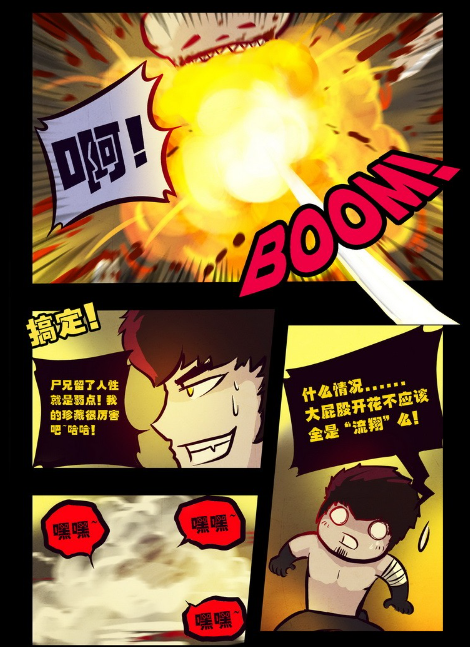 啊！
BOOM!
搞定！
尸兄留了人性
就是弱点！我
的珍藏很厉害
吧~哈哈！
什么情况......
大屁股开花不应该
全是“流翔”么！
嘿嘿~
嘿嘿~
嘿嘿~